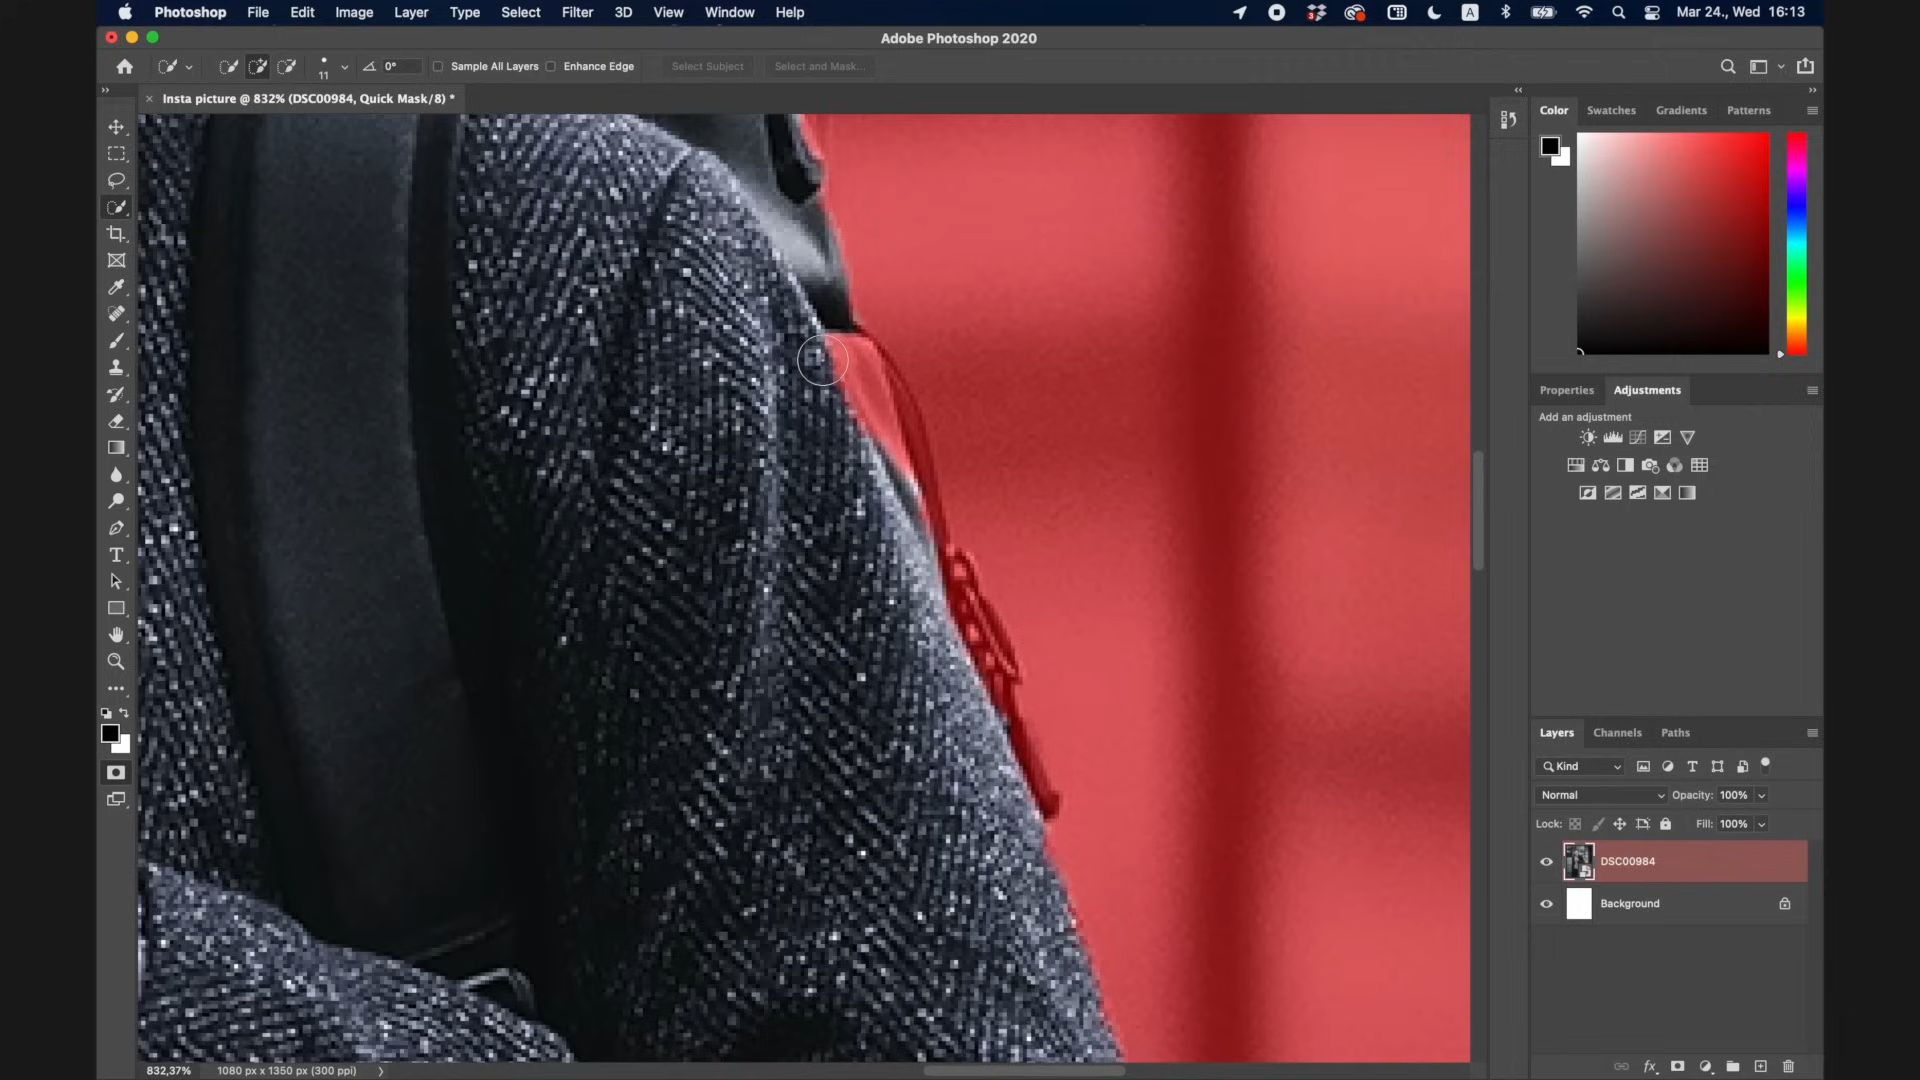 Photoshop File Edit Image Layer Type Select Filter 3D View Window Help 3 A Mar 24., Wed 16:13
Adobe Photoshop 2020
11 0° Sample All Layers Enhance Edge Select Subject Select and Mask...
Insta picture @ 832% (DSC00984, Quick Mask/8) *
Color Swatches Gradients Patterns
Properties Adjustments
Add an adjustment
T
Layers Channels Paths
Kind T
Normal Opacity: 100%
Lock: Fill: 100%
DSC00984
Background
832,37% 1080 px x 1350 px (300 ppi) fx